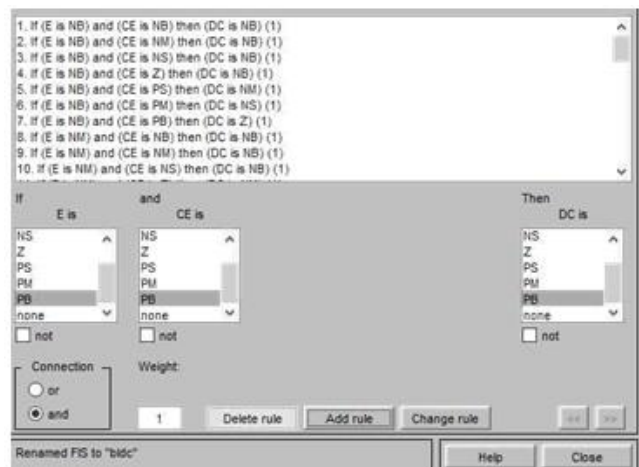 1. If (E is NB) and (CE is NB) then (DC is NB) (1)
2. If (E is NB) and (CE is NM) then (DC is NB) (1)
3. If (E is NB) and (CE is NS) then (DC is NB) (1)
4. If (E is NB) and (CE is Z) then (DC is NB) (1)
5. If (E is NB) and (CE is PS) then (DC is NM) (1)
6. If (E is NB) and (CE is PM) then (DC is NS) (1)
7. If (E is NB) and (CE is PB) then (DC is Z) (1)
8. If (E is NM) and (CE is NB) then (DC is NB) (1)
9. If (E is NM) and (CE is NM) then (DC is NB) (1)
10. If (E is NM) and (CE is NS) then (DC is NB) (1)
If and Then
E is CE is DC is
NS NS NS
Z Z Z
PS PS PS
PM PM PM
PB PB PB
none none none
not not not
Connection Weight:
or
and 1 Delete rule Add rule Change rule << >>
Renamed FIS to "bldc" Help Close